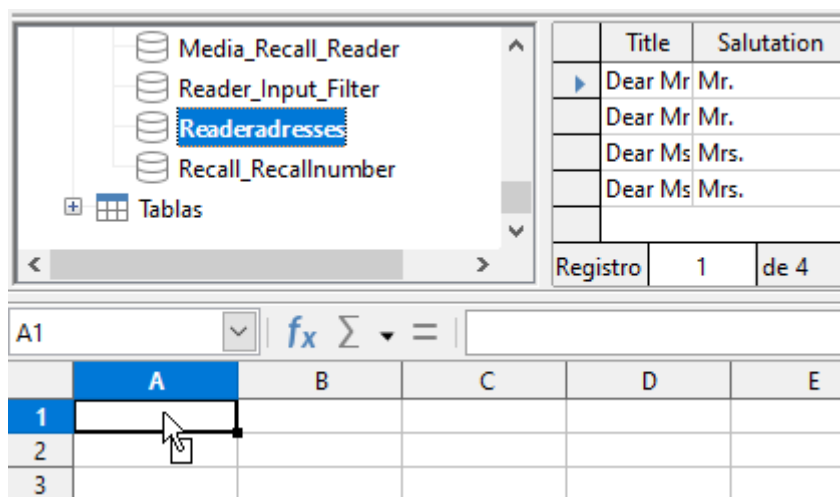 Media_Recall_Reader
Reader_Input_Filter
Readeradresses
Recall_Recallnumber
Tablas
Title Salutation
Dear Mr Mr.
Dear Mr Mr.
Dear Ms Mrs.
Dear Ms Mrs.
Registro 1 de 4
A1 fx Σ =
A B C D E
1
2
3